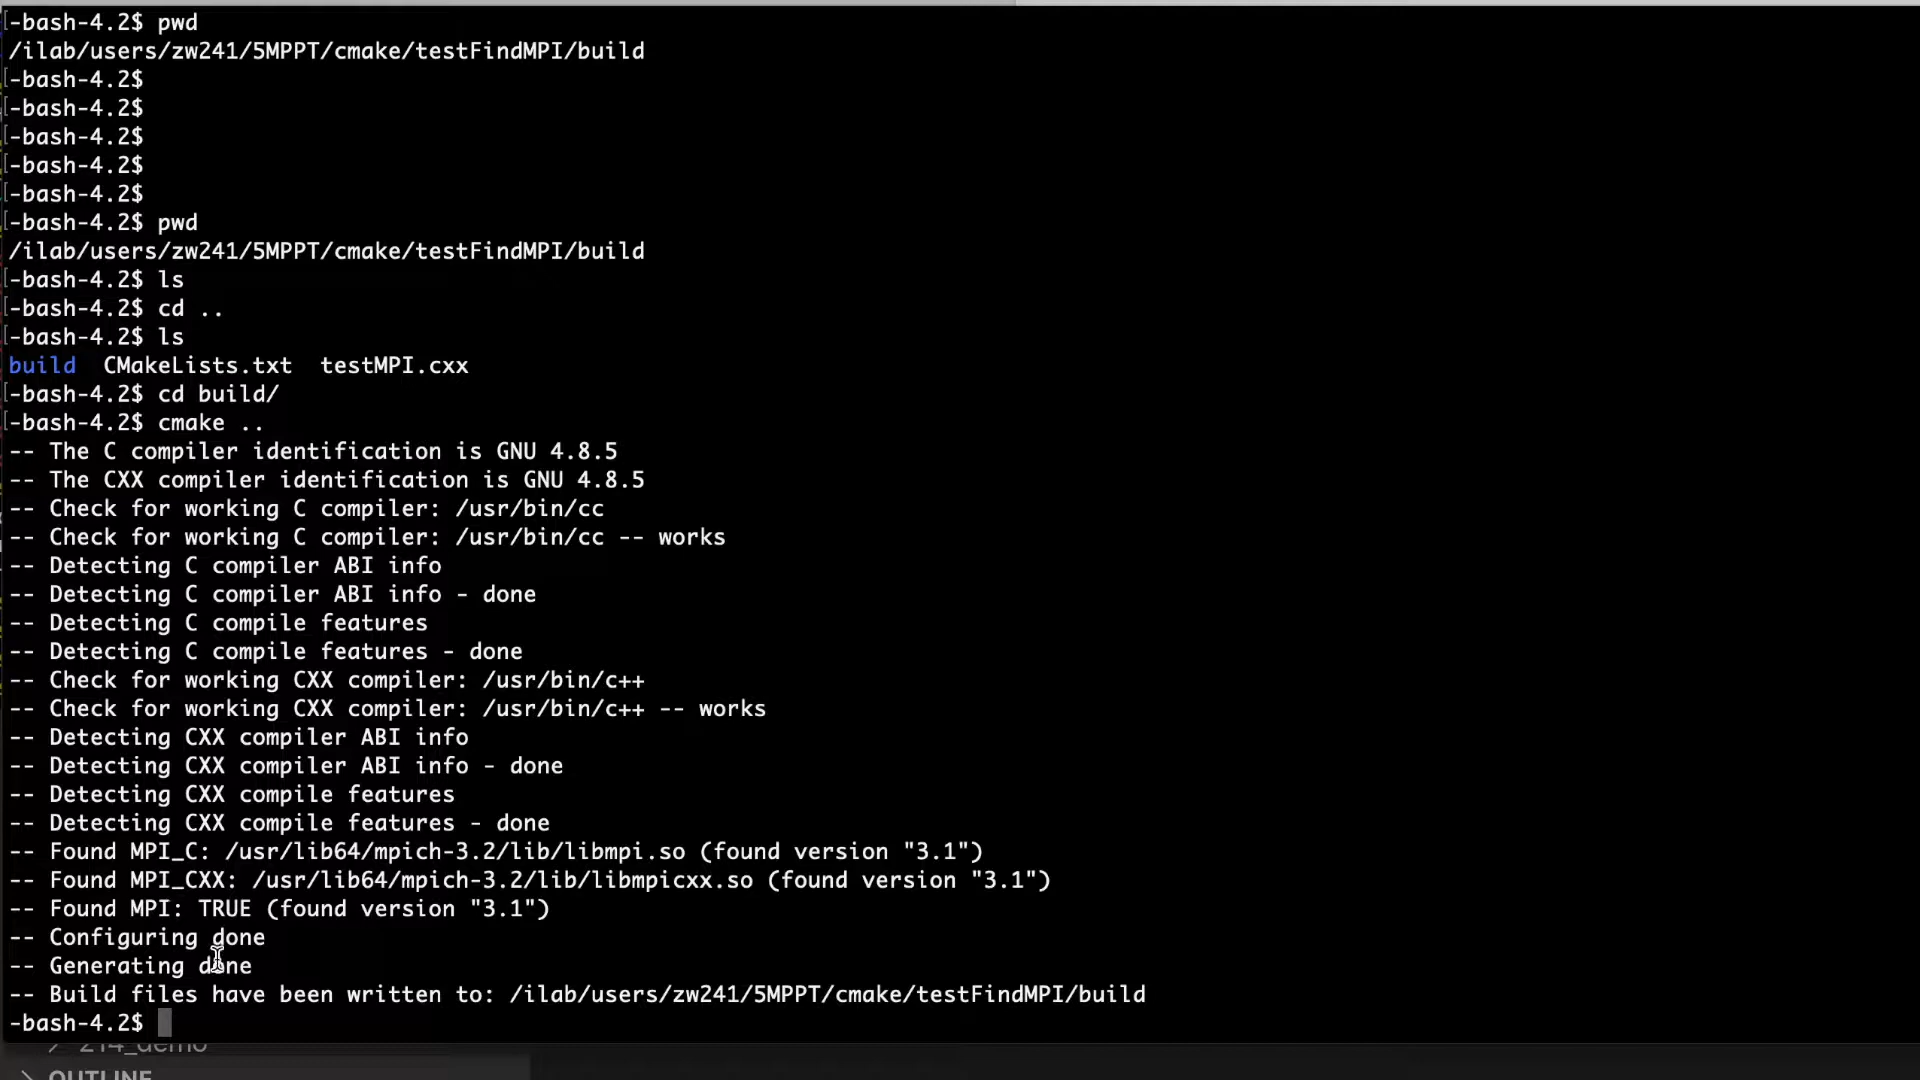 [-bash-4.2$ pwd
/ilab/users/zw241/5MPPT/cmake/testFindMPI/build
[-bash-4.2$
[-bash-4.2$
[-bash-4.2$
[-bash-4.2$
[-bash-4.2$
[-bash-4.2$ pwd
/ilab/users/zw241/5MPPT/cmake/testFindMPI/build
[-bash-4.2$ ls
[-bash-4.2$ cd ..
[-bash-4.2$ ls
build  CMakeLists.txt  testMPI.cxx
[-bash-4.2$ cd build/
[-bash-4.2$ cmake ..
-- The C compiler identification is GNU 4.8.5
-- The CXX compiler identification is GNU 4.8.5
-- Check for working C compiler: /usr/bin/cc
-- Check for working C compiler: /usr/bin/cc -- works
-- Detecting C compiler ABI info
-- Detecting C compiler ABI info - done
-- Detecting C compile features
-- Detecting C compile features - done
-- Check for working CXX compiler: /usr/bin/c++
-- Check for working CXX compiler: /usr/bin/c++ -- works
-- Detecting CXX compiler ABI info
-- Detecting CXX compiler ABI info - done
-- Detecting CXX compile features
-- Detecting CXX compile features - done
-- Found MPI_C: /usr/lib64/mpich-3.2/lib/libmpi.so (found version "3.1")
-- Found MPI_CXX: /usr/lib64/mpich-3.2/lib/libmpicxx.so (found version "3.1")
-- Found MPI: TRUE (found version "3.1")
-- Configuring done
-- Generating done
-- Build files have been written to: /ilab/users/zw241/5MPPT/cmake/testFindMPI/build
-bash-4.2$
214_demo
OUTLINE